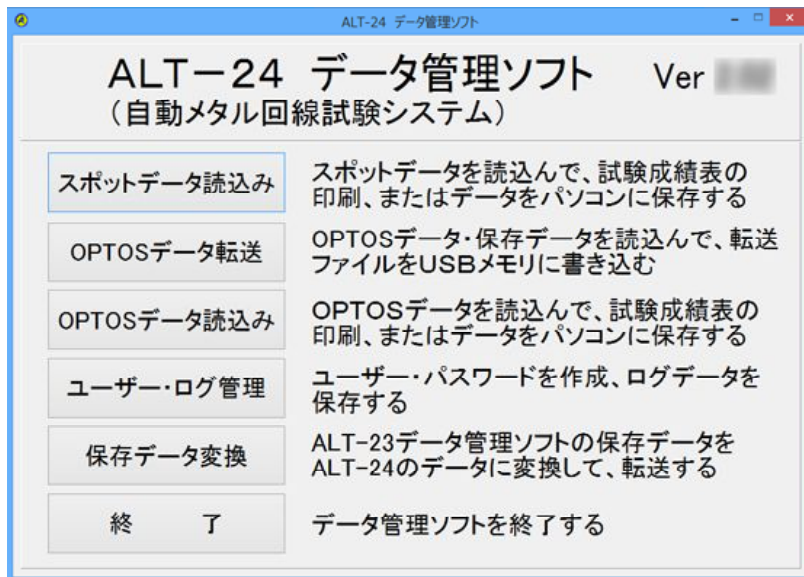 ALT-24 データ管理ソフト
ALT－24 データ管理ソフト Ver
（自動メタル回線試験システム）
スポットデータ読込み
スポットデータを読込んで、試験成績表の
印刷、またはデータをパソコンに保存する
OPTOSデータ転送
OPTOSデータ・保存データを読込んで、転送
ファイルをUSBメモリに書き込む
OPTOSデータ読込み
OPTOSデータを読込んで、試験成績表の
印刷、またはデータをパソコンに保存する
ユーザー・ログ管理
ユーザー・パスワードを作成、ログデータを
保存する
保存データ変換
ALT-23データ管理ソフトの保存データを
ALT-24のデータに変換して、転送する
終　　了
データ管理ソフトを終了する